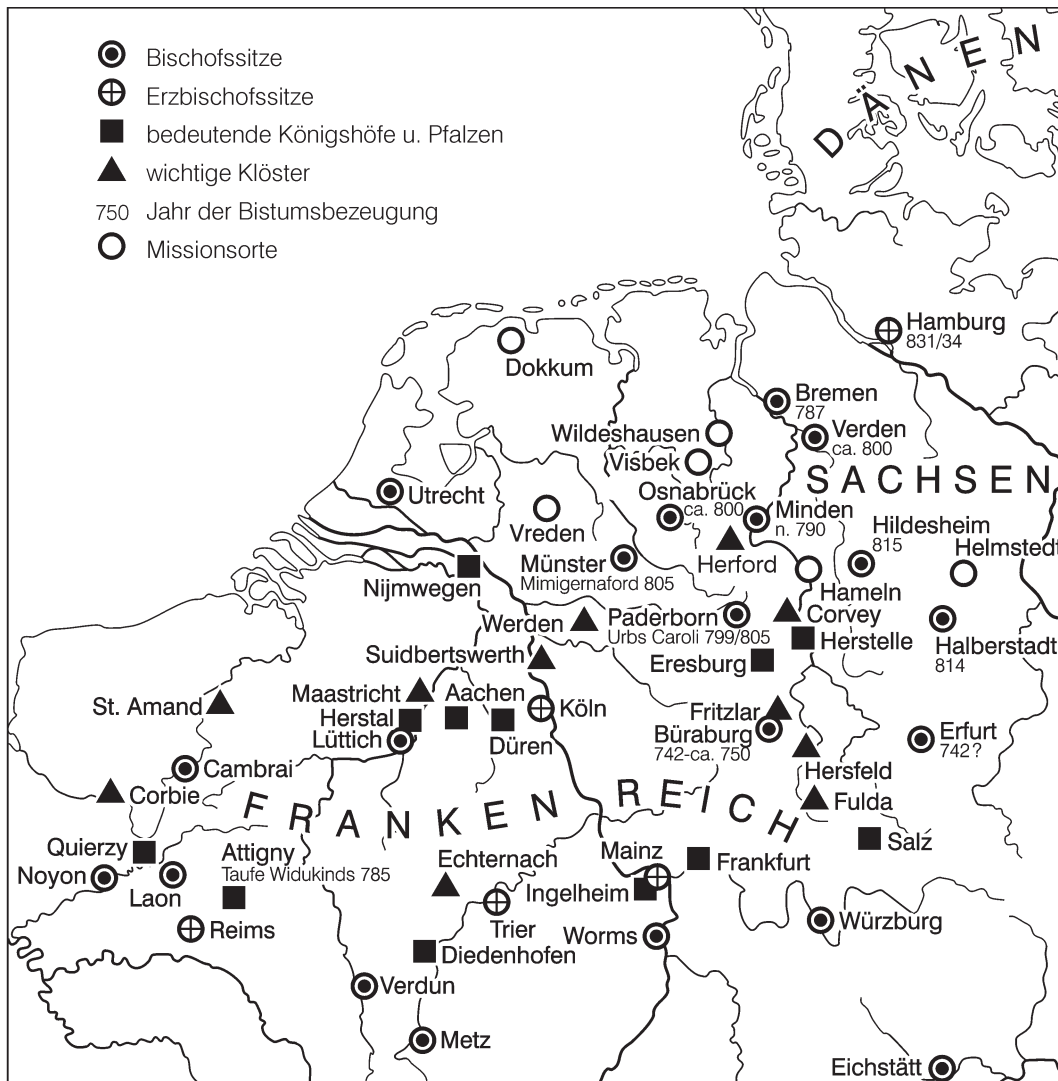 Bischofssitze
Erzbischofssitze
bedeutende Königshöfe u. Pfalzen
wichtige Klöster
750 Jahr der Bistumsbezeugung
Missionsorte
DÄNEN
Hamburg
831/34
Dokkum
Bremen
787
Wildeshausen
Verden
ca. 800
Visbek
SACHSEN
Utrecht
Osnabrück
ca. 800
Minden
n. 790
Vreden
Hildesheim
815
Helmstedt
Münster
Mimigernaford 805
Herford
Nijmwegen
Hameln
Werden
Paderborn
Urbs Caroli 799/805
Corvey
Herstelle
Halberstadt
814
Suidbertswerth
Eresburg
Maastricht
Aachen
St. Amand
Herstal
Köln
Fritzlar
Lüttich
Düren
Büraburg
742-ca. 750
Erfurt
742?
Cambrai
Hersfeld
Corbie
Fulda
FRANKENREICH
Quierzy
Attigny
Taufe Widukinds 785
Echternach
Mainz
Frankfurt
Salz
Noyon
Laon
Ingelheim
Reims
Trier
Worms
Würzburg
Diedenhofen
Verdun
Metz
Eichstätt